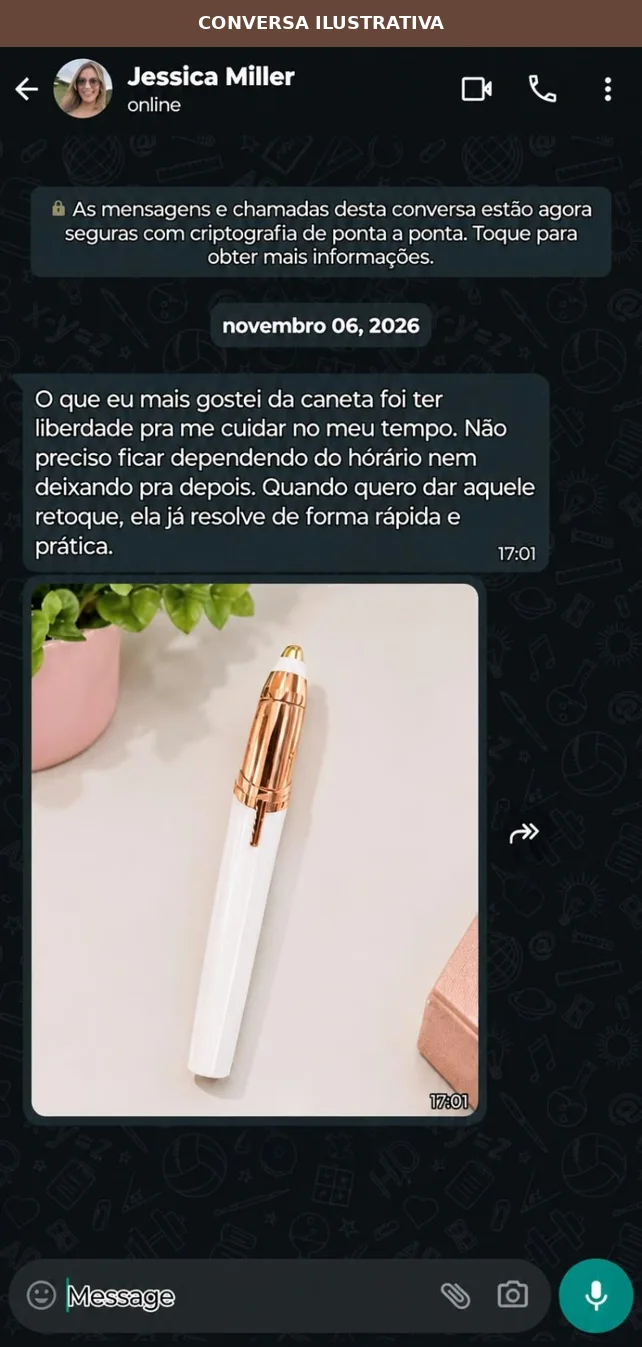 CONVERSA ILUSTRATIVA
Jessica Miller
online
As mensagens e chamadas desta conversa estão agora
seguras com criptografia de ponta a ponta. Toque para
obter mais informações.
novembro 06, 2026
O que eu mais gostei da caneta foi ter
liberdade pra me cuidar no meu tempo. Não
preciso ficar dependendo do hórário nem
deixando pra depois. Quando quero dar aquele
retoque, ela já resolve de forma rápida e
prática.
17:01
17:01
Message